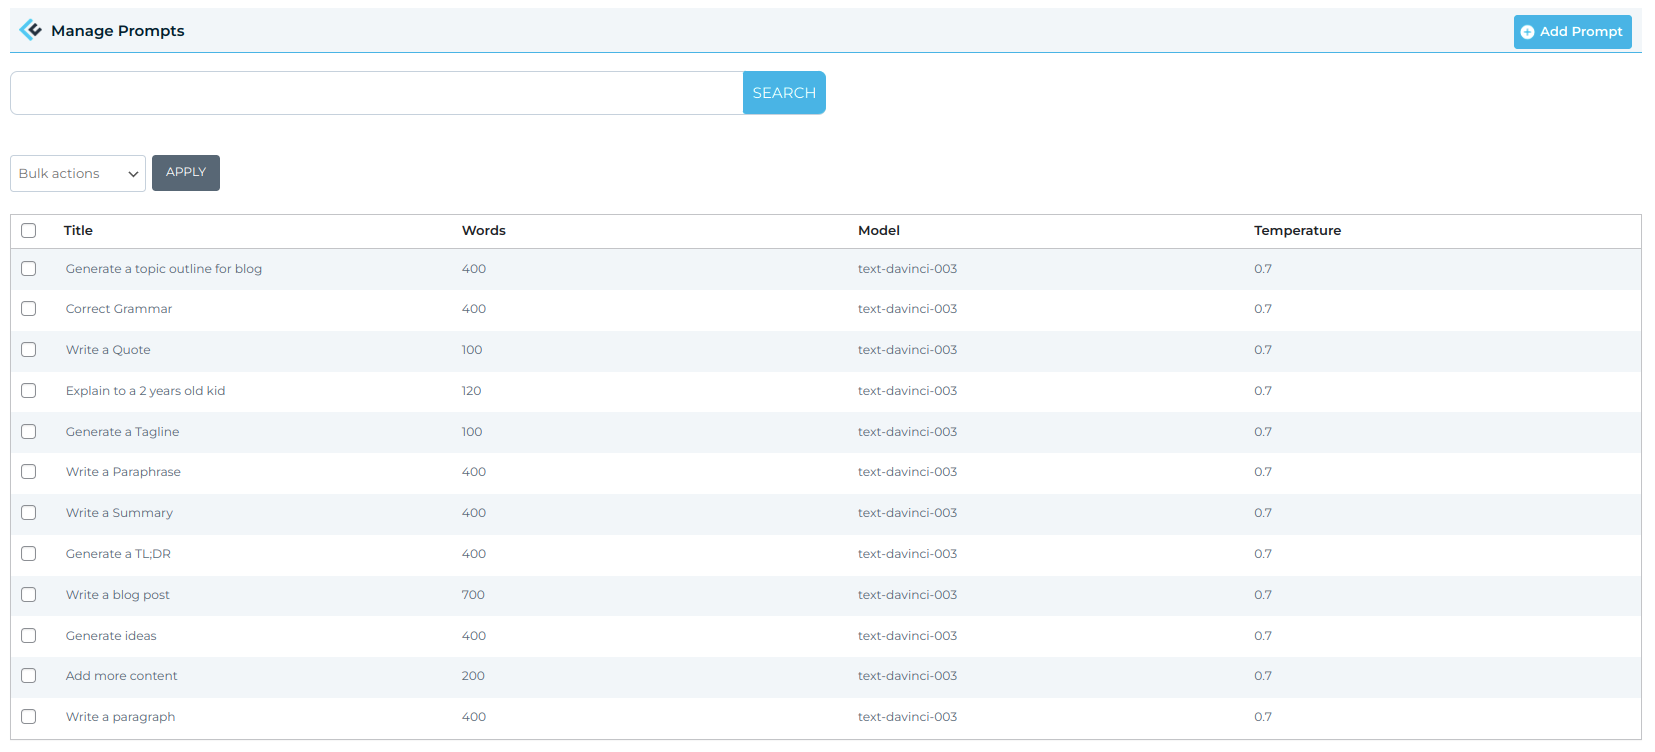 Manage Prompts
Add Prompt
SEARCH
Bulk actions
APPLY
Title Words Model Temperature
Generate a topic outline for blog 400 text-davinci-003 0.7
Correct Grammar 400 text-davinci-003 0.7
Write a Quote 100 text-davinci-003 0.7
Explain to a 2 years old kid 120 text-davinci-003 0.7
Generate a Tagline 100 text-davinci-003 0.7
Write a Paraphrase 400 text-davinci-003 0.7
Write a Summary 400 text-davinci-003 0.7
Generate a TL;DR 400 text-davinci-003 0.7
Write a blog post 700 text-davinci-003 0.7
Generate ideas 400 text-davinci-003 0.7
Add more content 200 text-davinci-003 0.7
Write a paragraph 400 text-davinci-003 0.7